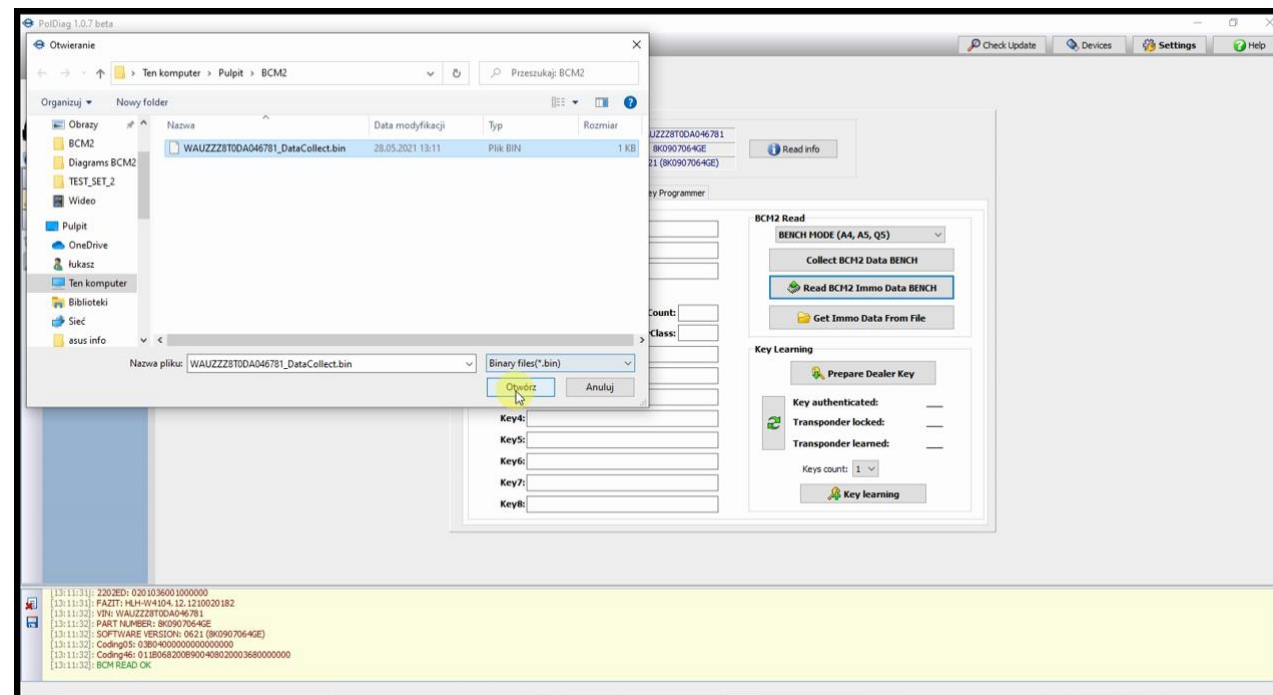 PolDiag 1.0.7 beta
Check Update Devices Settings Help
Otwieranie
Ten komputer > Pulpit > BCM2
Przeszukaj: BCM2
Organizuj Nowy folder
Nazwa Data modyfikacji Typ Rozmiar
WAUZZZ8T0DA046781_DataCollect.bin 28.05.2021 13:11 Plik BIN 1 KB
Obrazy
BCM2
Diagrams BCM2
TEST_SET_2
Wideo
Pulpit
OneDrive
łukasz
Ten komputer
Biblioteki
Sieć
asus info
Nazwa pliku: WAUZZZ8T0DA046781_DataCollect.bin Binary files(*.bin)
Otwórz Anuluj
UZZZ8T0DA046781
8K0907064GE
21 (8K0907064GE)
Read info
ey Programmer
Count:
Class:
Key4:
Key5:
Key6:
Key7:
Key8:
BCM2 Read
BENCH MODE (A4, A5, Q5)
Collect BCM2 Data BENCH
Read BCM2 Immo Data BENCH
Get Immo Data From File
Key Learning
Prepare Dealer Key
Key authenticated:
Transponder locked:
Transponder learned:
Keys count: 1
Key learning
[13:11:31]: 2202ED: 0201036001000000
[13:11:31]: FAZIT: HLH-W4104.12.1210020182
[13:11:32]: VIN: WAUZZZ8T0DA046781
[13:11:32]: PART NUMBER: 8K0907064GE
[13:11:32]: SOFTWARE VERSION: 0621 (8K0907064GE)
[13:11:32]: Coding05: 03B0400000000000000
[13:11:32]: Coding46: 011B068200B900408020003680000000
[13:11:32]: BCM READ OK